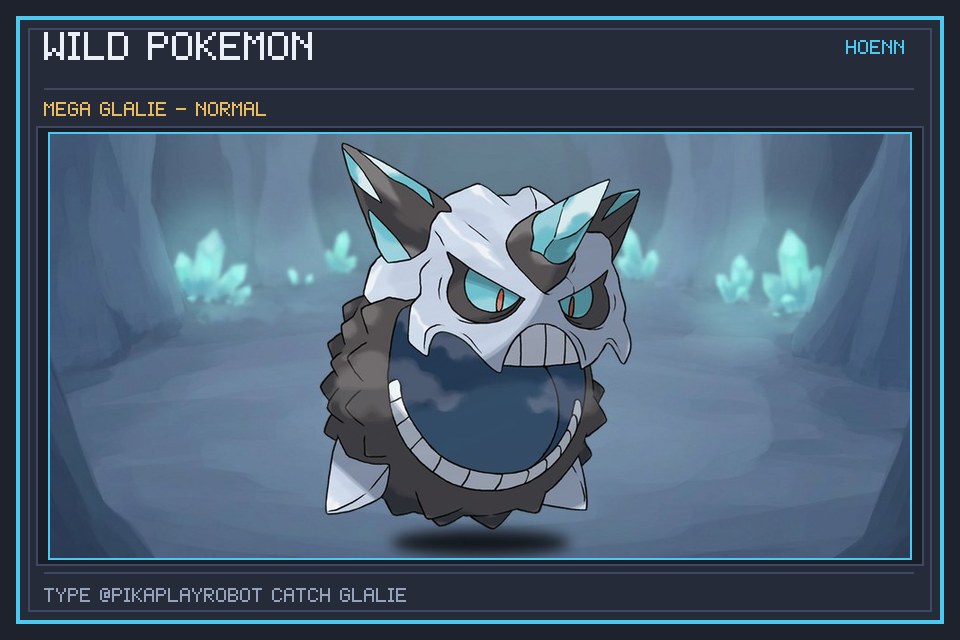 WILD POKEMON
HOENN
MEGA GLALIE - NORMAL
TYPE @PIKAPLAYROBOT CATCH GLALIE